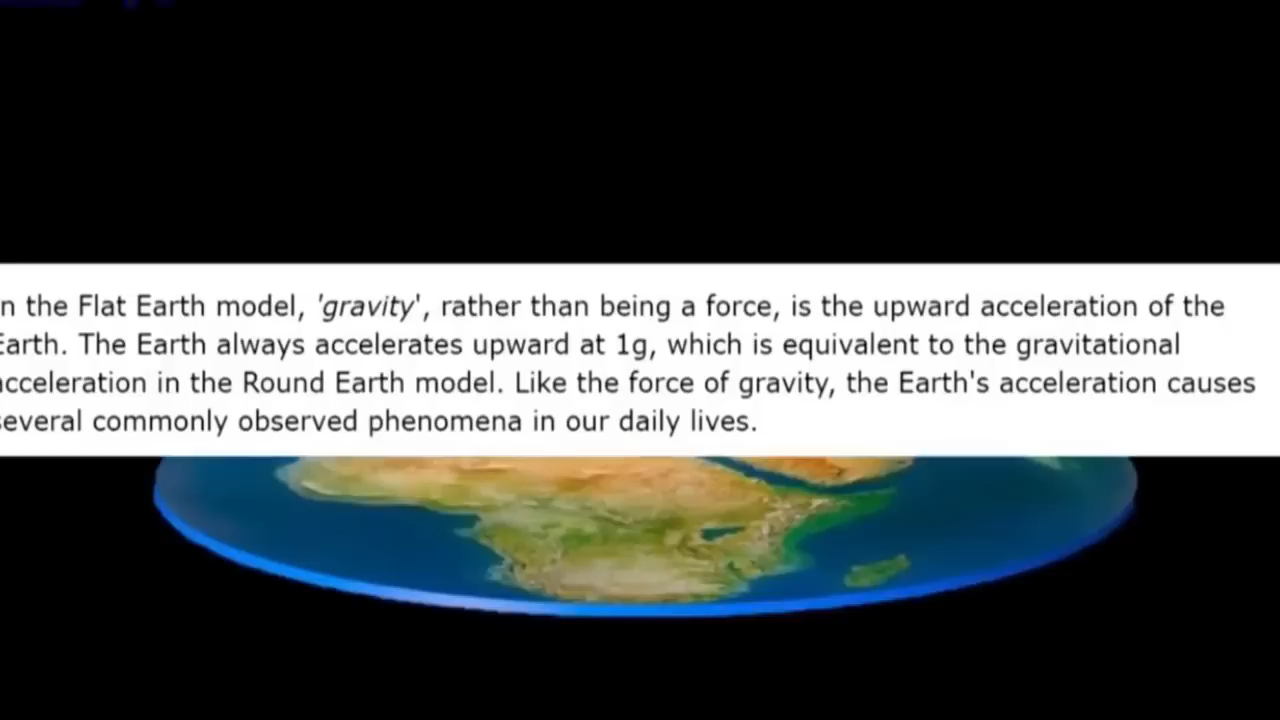 n the Flat Earth model, 'gravity', rather than being a force, is the upward acceleration of the
Earth. The Earth always accelerates upward at 1g, which is equivalent to the gravitational
acceleration in the Round Earth model. Like the force of gravity, the Earth's acceleration causes
several commonly observed phenomena in our daily lives.